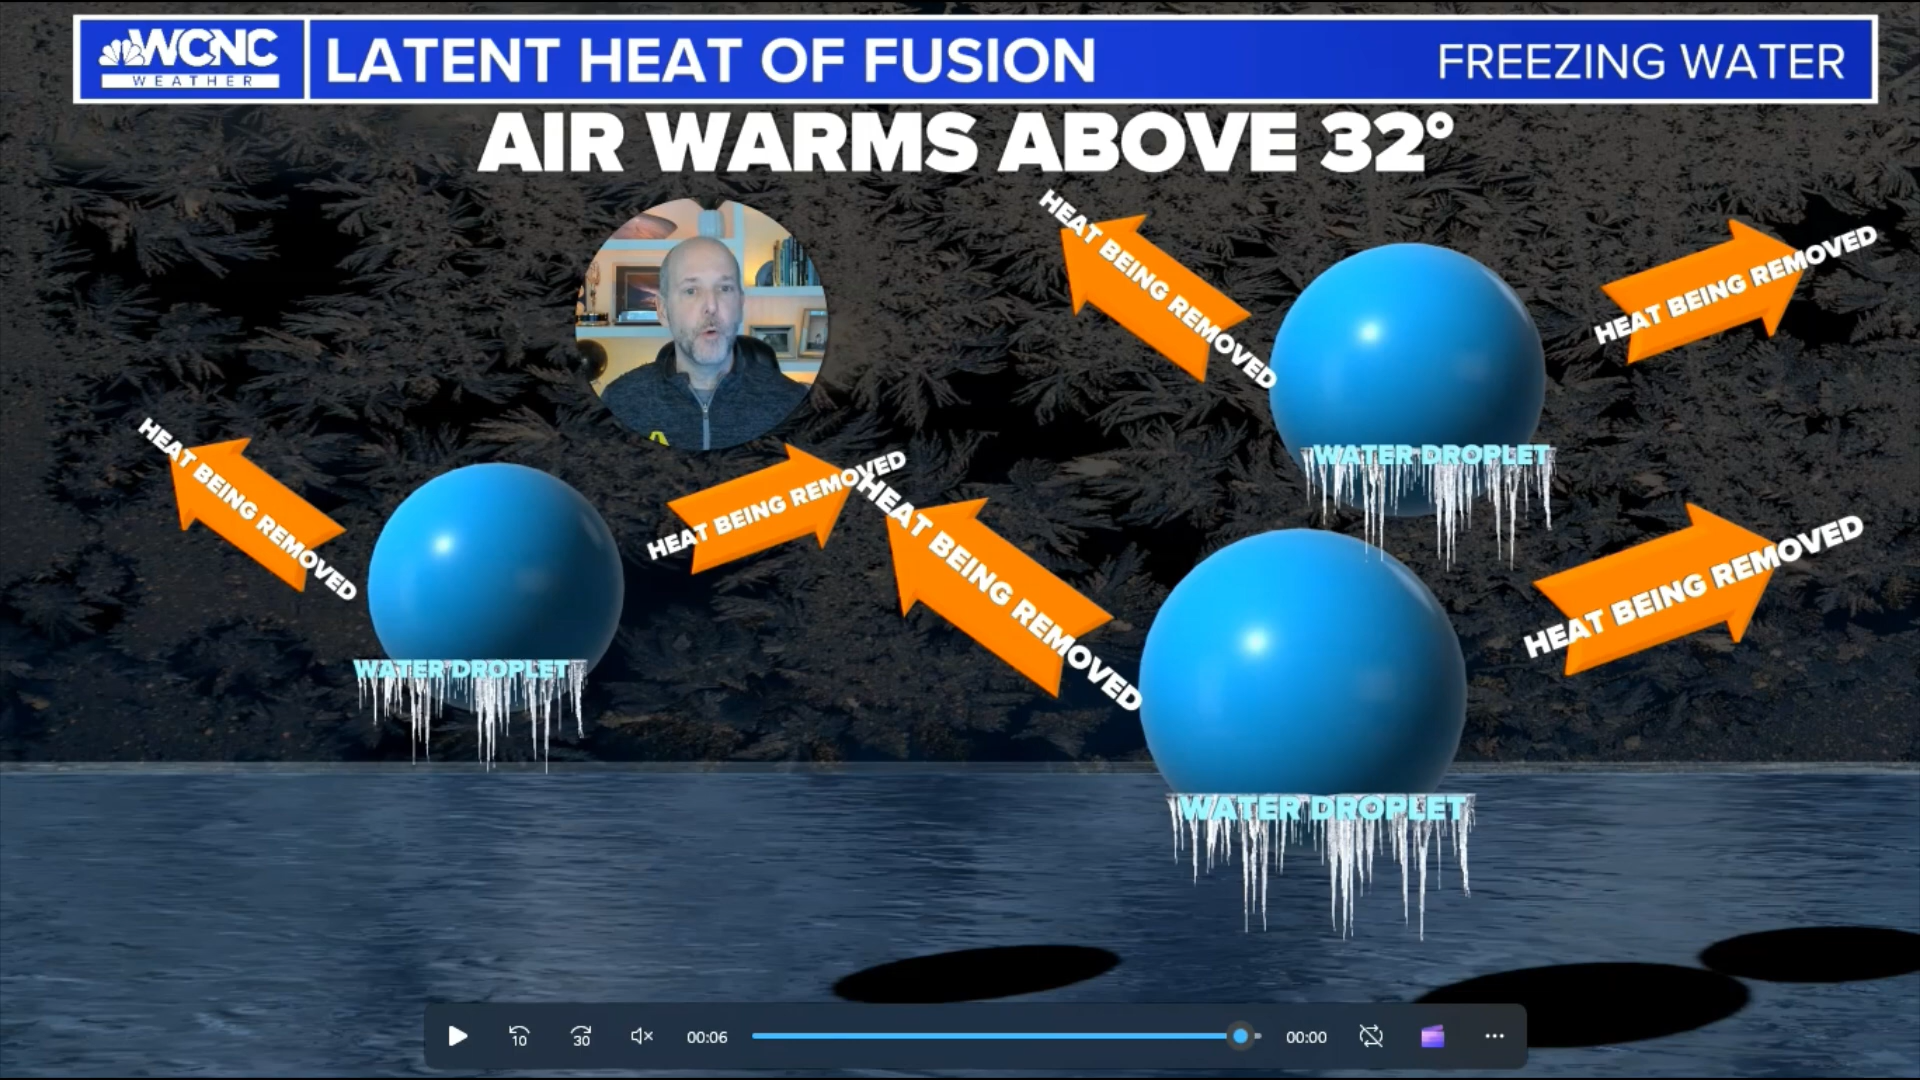 WCNC
WEATHER
LATENT HEAT OF FUSION
FREEZING WATER
AIR WARMS ABOVE 32°
HEAT BEING REMOVED
HEAT BEING REMOVED
WATER DROPLET
HEAT BEING REMOVED
HEAT BEING REMOVED
WATER DROPLET
HEAT BEING REMOVED
HEAT BEING REMOVED
WATER DROPLET
10
30
00:06
00:00